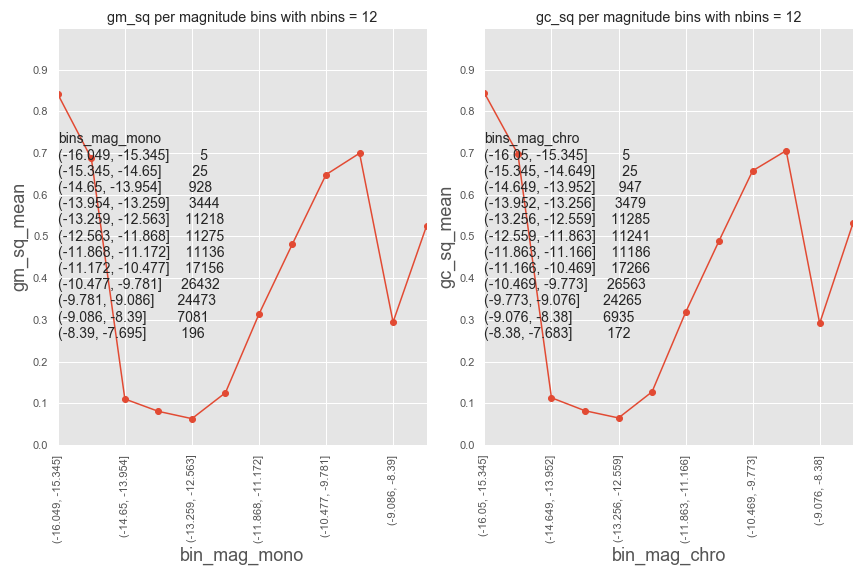 gm_sq per magnitude bins with nbins = 12
0.9
0.8
0.7
0.6
0.5
0.4
0.3
0.2
0.1
0.0
gm_sq_mean
bins_mag_mono
(-16.049, -15.345] 5
(-15.345, -14.65] 25
(-14.65, -13.954] 928
(-13.954, -13.259] 3444
(-13.259, -12.563] 11218
(-12.563, -11.868] 11275
(-11.868, -11.172] 11136
(-11.172, -10.477] 17156
(-10.477, -9.781] 26432
(-9.781, -9.086] 24473
(-9.086, -8.39] 7081
(-8.39, -7.695] 196
(-16.049, -15.345]
(-14.65, -13.954]
(-13.259, -12.563]
(-11.868, -11.172]
(-10.477, -9.781]
(-9.086, -8.39]
bin_mag_mono
gc_sq per magnitude bins with nbins = 12
0.9
0.8
0.7
0.6
0.5
0.4
0.3
0.2
0.1
0.0
gc_sq_mean
bins_mag_chro
(-16.05, -15.345] 5
(-15.345, -14.649] 25
(-14.649, -13.952] 947
(-13.952, -13.256] 3479
(-13.256, -12.559] 11285
(-12.559, -11.863] 11241
(-11.863, -11.166] 11186
(-11.166, -10.469] 17266
(-10.469, -9.773] 26563
(-9.773, -9.076] 24265
(-9.076, -8.38] 6935
(-8.38, -7.683] 172
(-16.05, -15.345]
(-14.649, -13.952]
(-13.256, -12.559]
(-11.863, -11.166]
(-10.469, -9.773]
(-9.076, -8.38]
bin_mag_chro